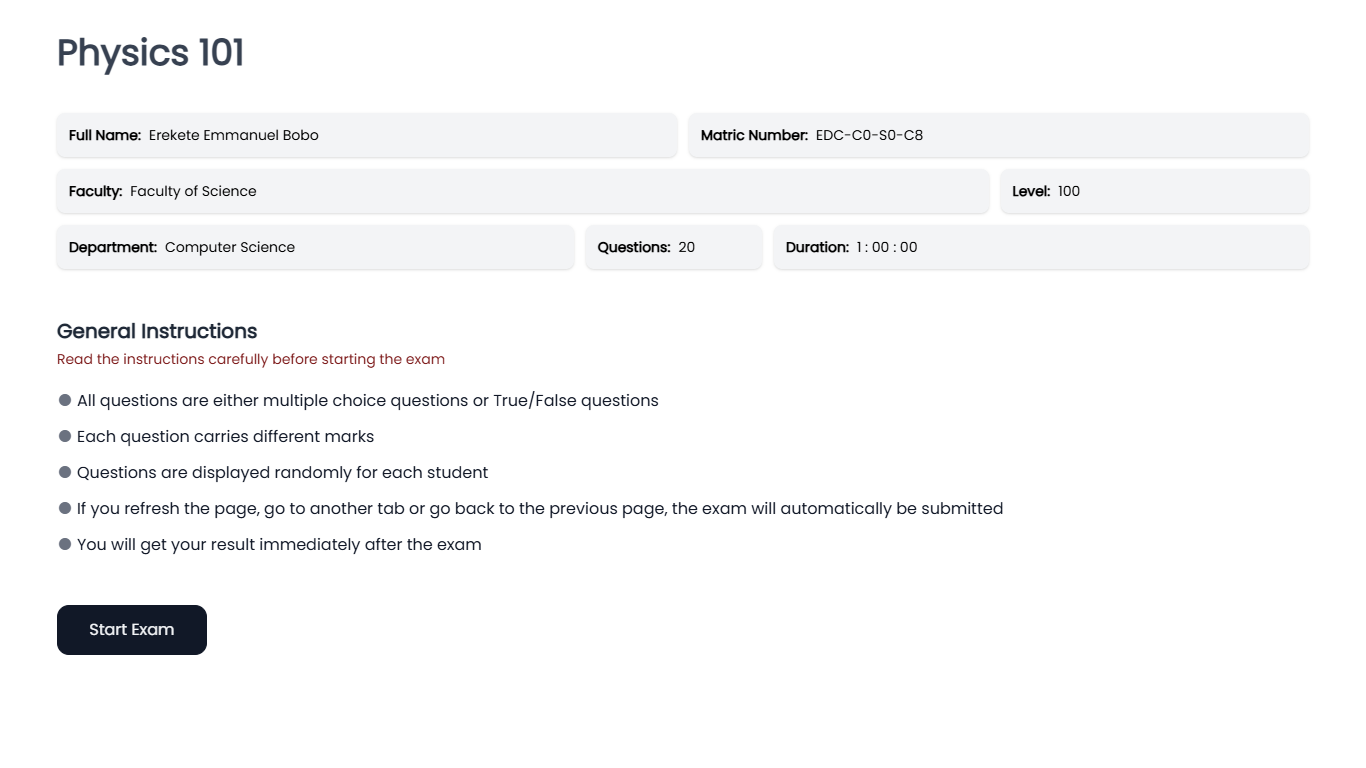 Physics 101
Full Name: Erekete Emmanuel Bobo
Matric Number: EDC-C0-S0-C8
Faculty: Faculty of Science
Level: 100
Department: Computer Science
Questions: 20
Duration: 1 : 00 : 00
General Instructions
Read the instructions carefully before starting the exam
All questions are either multiple choice questions or True/False questions
Each question carries different marks
Questions are displayed randomly for each student
If you refresh the page, go to another tab or go back to the previous page, the exam will automatically be submitted
You will get your result immediately after the exam
Start Exam